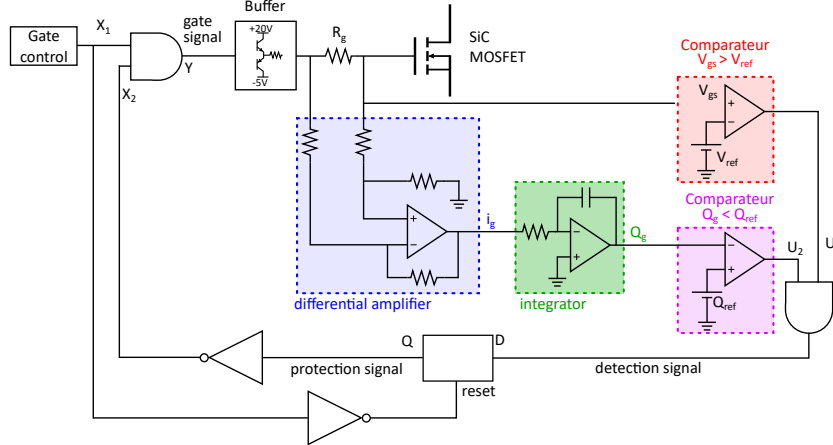 Gate
control
X1
X2
gate
signal
Y
Buffer
+20V
-5V
Rg
SiC
MOSFET
Comparateur
Vgs > Vref
Vgs
+
−
Vref
Comparateur
Qg < Qref
−
+
Qref
U2
U
+
−
ig
differential amplifier
−
+
Qg
integrator
Q
D
reset
protection signal
detection signal